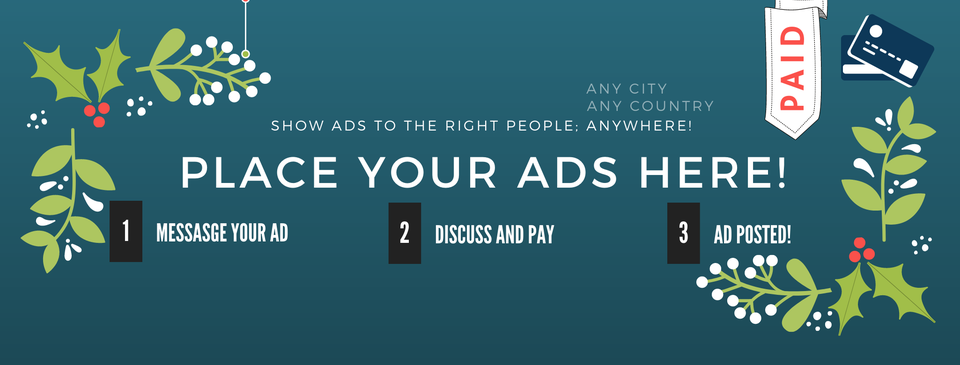 PAID
ANY CITY
ANY COUNTRY
SHOW ADS TO THE RIGHT PEOPLE; ANYWHERE!
PLACE YOUR ADS HERE!
1 MESSASGE YOUR AD
2 DISCUSS AND PAY
3 AD POSTED!